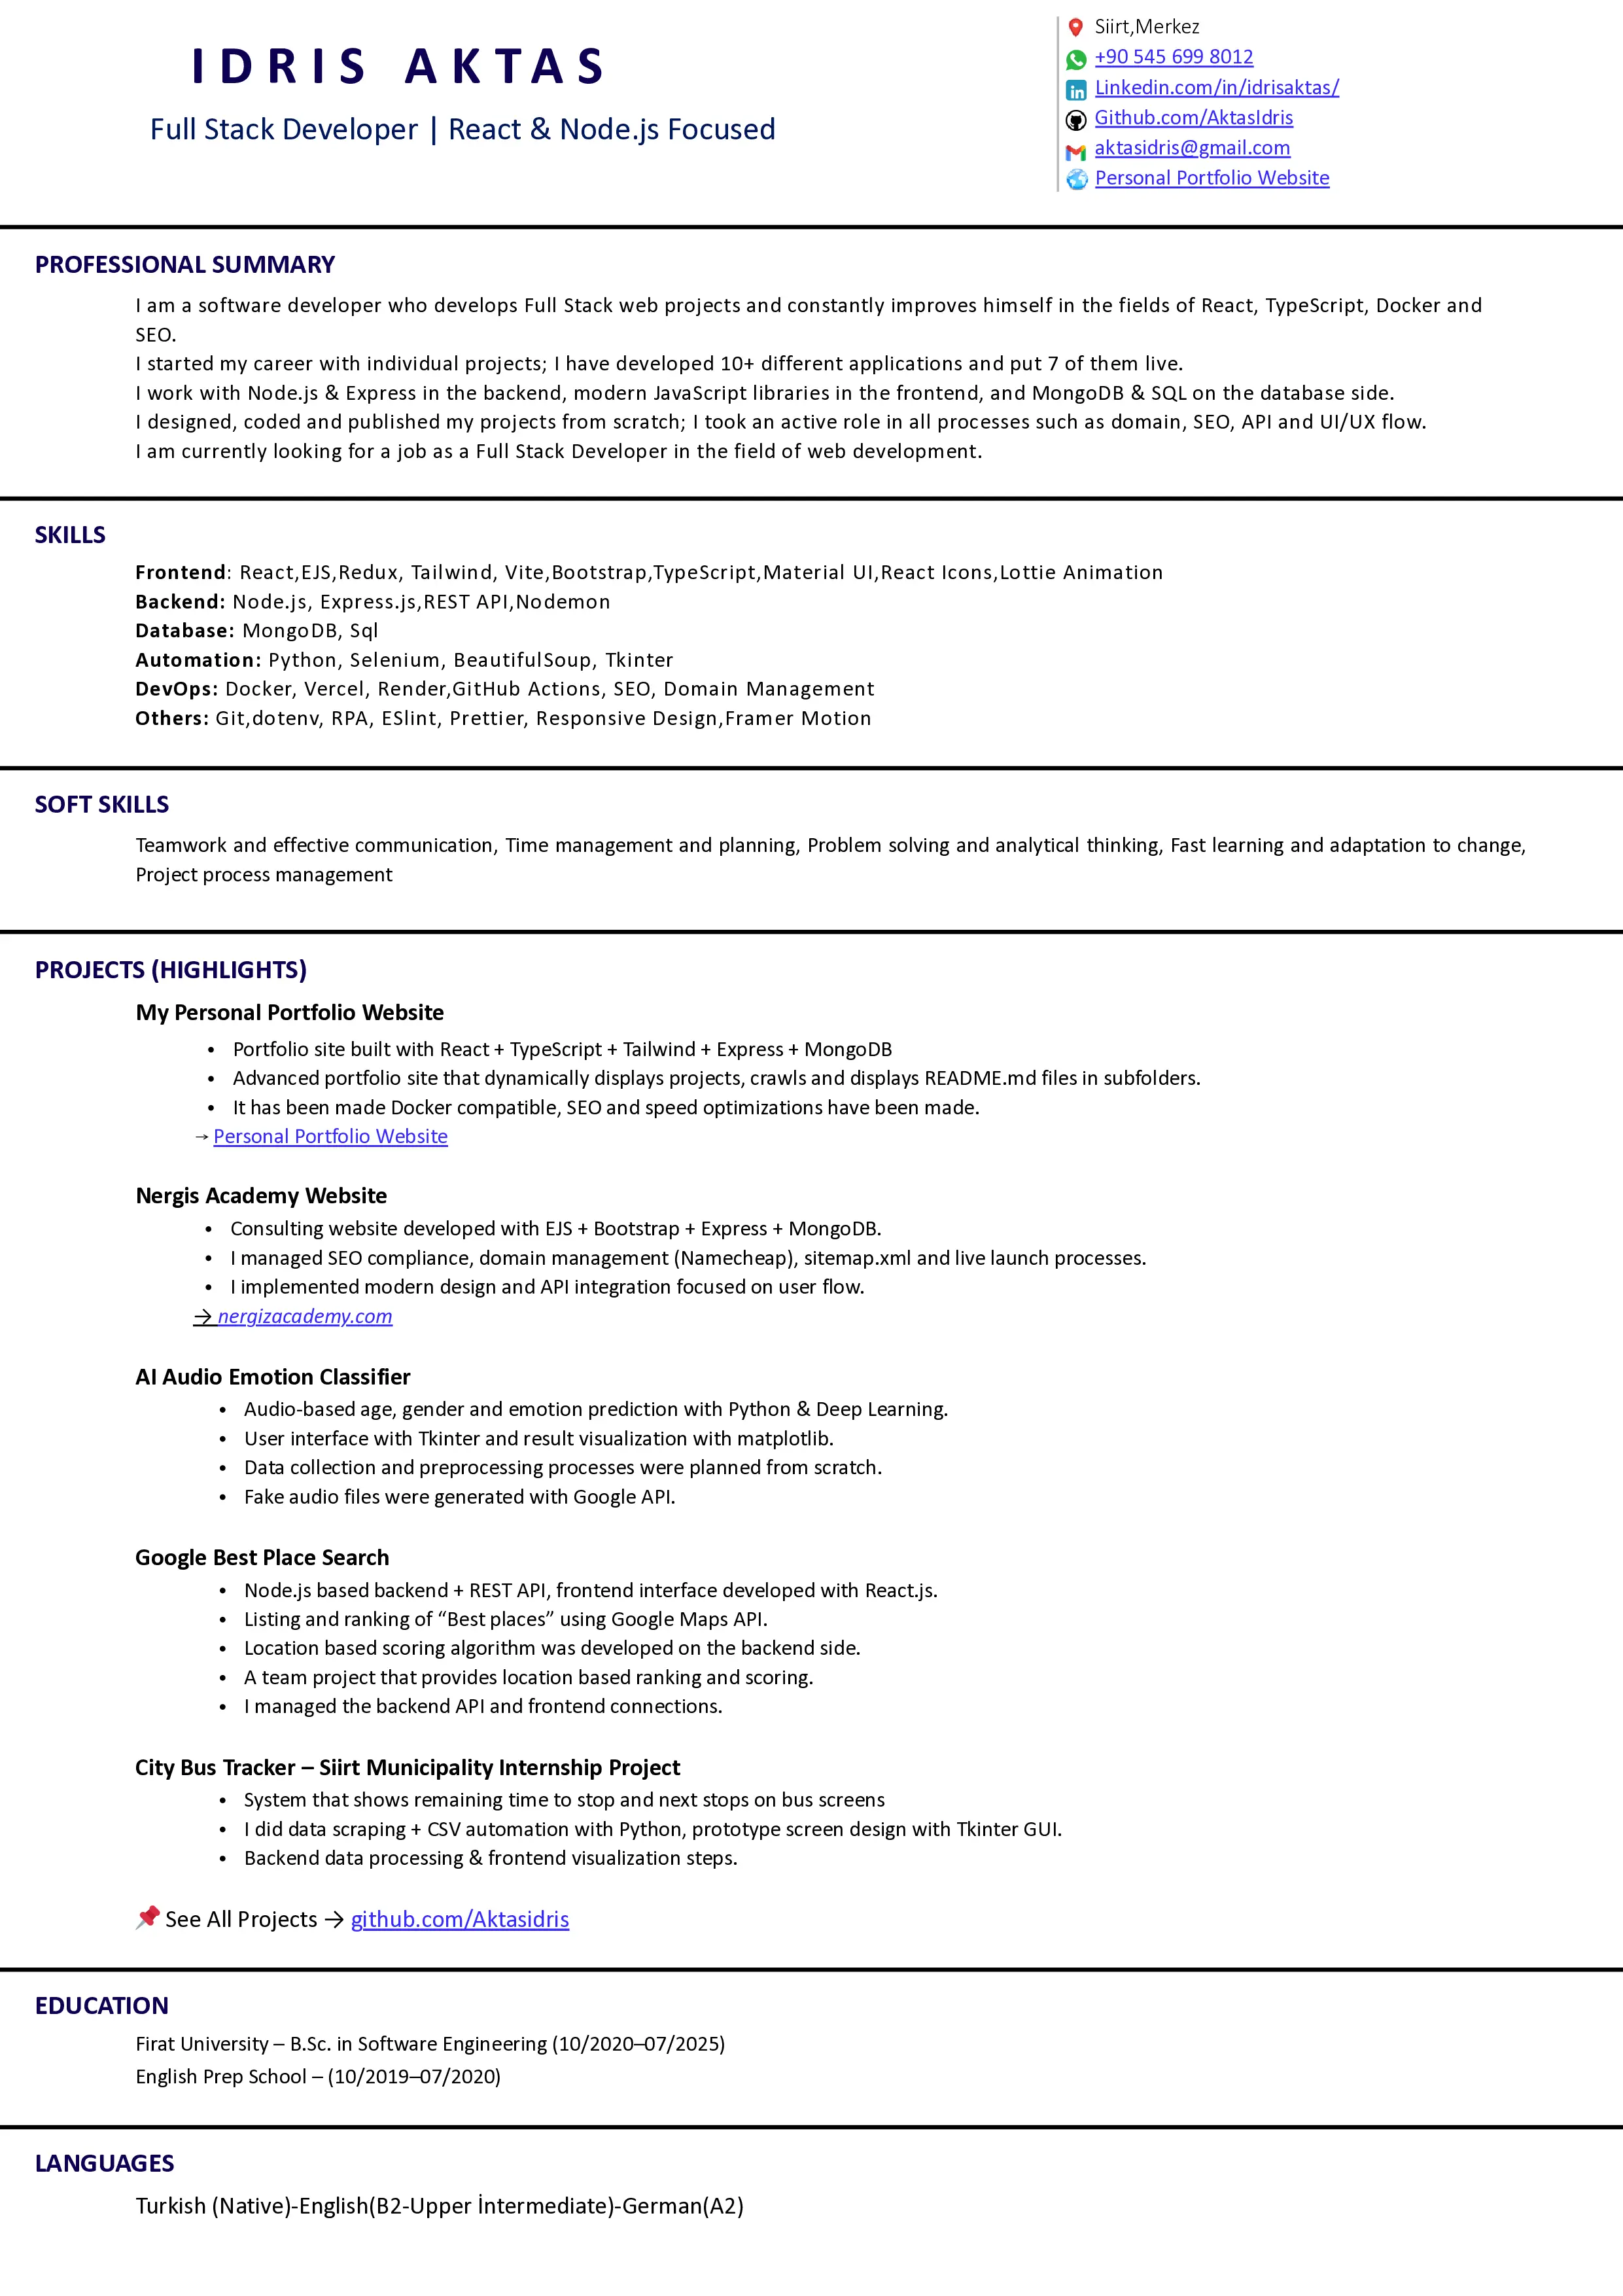 IDRIS AKTAS
Full Stack Developer | React & Node.js Focused
Siirt,Merkez
+90 545 699 8012
Linkedin.com/in/idrisaktas/
Github.com/AktasIdris
aktasidris@gmail.com
Personal Portfolio Website
PROFESSIONAL SUMMARY
I am a software developer who develops Full Stack web projects and constantly improves himself in the fields of React, TypeScript, Docker and
SEO.
I started my career with individual projects; I have developed 10+ different applications and put 7 of them live.
I work with Node.js & Express in the backend, modern JavaScript libraries in the frontend, and MongoDB & SQL on the database side.
I designed, coded and published my projects from scratch; I took an active role in all processes such as domain, SEO, API and UI/UX flow.
I am currently looking for a job as a Full Stack Developer in the field of web development.
SKILLS
Frontend: React,EJS,Redux, Tailwind, Vite,Bootstrap,TypeScript,Material UI,React Icons,Lottie Animation
Backend: Node.js, Express.js,REST API,Nodemon
Database: MongoDB, Sql
Automation: Python, Selenium, BeautifulSoup, Tkinter
DevOps: Docker, Vercel, Render,GitHub Actions, SEO, Domain Management
Others: Git,dotenv, RPA, ESlint, Prettier, Responsive Design,Framer Motion
SOFT SKILLS
Teamwork and effective communication, Time management and planning, Problem solving and analytical thinking, Fast learning and adaptation to change,
Project process management
PROJECTS (HIGHLIGHTS)
My Personal Portfolio Website
• Portfolio site built with React + TypeScript + Tailwind + Express + MongoDB
• Advanced portfolio site that dynamically displays projects, crawls and displays README.md files in subfolders.
• It has been made Docker compatible, SEO and speed optimizations have been made.
→ Personal Portfolio Website
Nergis Academy Website
• Consulting website developed with EJS + Bootstrap + Express + MongoDB.
• I managed SEO compliance, domain management (Namecheap), sitemap.xml and live launch processes.
• I implemented modern design and API integration focused on user flow.
→ nergizacademy.com
AI Audio Emotion Classifier
• Audio-based age, gender and emotion prediction with Python & Deep Learning.
• User interface with Tkinter and result visualization with matplotlib.
• Data collection and preprocessing processes were planned from scratch.
• Fake audio files were generated with Google API.
Google Best Place Search
• Node.js based backend + REST API, frontend interface developed with React.js.
• Listing and ranking of “Best places” using Google Maps API.
• Location based scoring algorithm was developed on the backend side.
• A team project that provides location based ranking and scoring.
• I managed the backend API and frontend connections.
City Bus Tracker – Siirt Municipality Internship Project
• System that shows remaining time to stop and next stops on bus screens
• I did data scraping + CSV automation with Python, prototype screen design with Tkinter GUI.
• Backend data processing & frontend visualization steps.
See All Projects → github.com/Aktasidris
EDUCATION
Firat University – B.Sc. in Software Engineering (10/2020–07/2025)
English Prep School – (10/2019–07/2020)
LANGUAGES
Turkish (Native)-English(B2-Upper İntermediate)-German(A2)